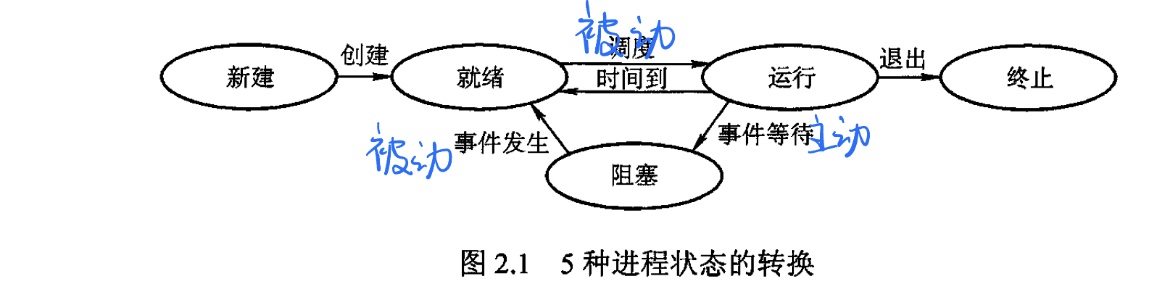 被动
创建
调度
退出
新建
就绪
时间到
运行
终止
被动
事件发生
事件等待
主动
阻塞
图 2.1 5 种进程状态的转换